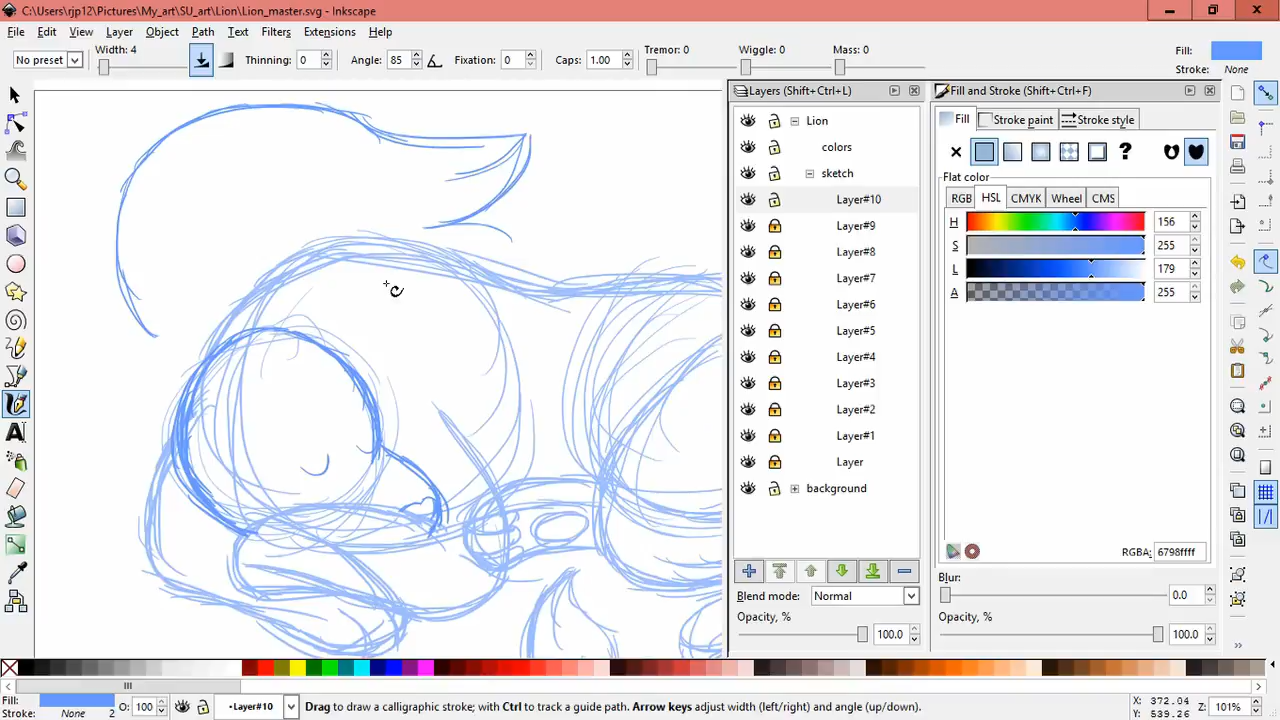 C:\Users\rjp12\Pictures\My_art\SU_art\Lion\Lion_master.svg - Inkscape
File Edit View Layer Object Path Text Filters Extensions Help
No preset Width: 4 Thinning: 0 Angle: 85 Fixation: 0 Caps: 1.00 Tremor: 0 Wiggle: 0 Mass: 0 Fill:
Stroke: None
Layers (Shift+Ctrl+L)
Lion
colors
sketch
Layer#10
Layer#9
Layer#8
Layer#7
Layer#6
Layer#5
Layer#4
Layer#3
Layer#2
Layer#1
Layer
background
Blend mode: Normal
Opacity, %
100.0
Fill and Stroke (Shift+Ctrl+F)
Fill Stroke paint Stroke style
?
Flat color
RGB HSL CMYK Wheel CMS
H 156
S 255
L 179
A 255
RGBA: 6798ffff
Blur:
0.0
Opacity, %
100.0
Fill:
Stroke: None 2 O: 100 •Layer#10 Drag to draw a calligraphic stroke; with Ctrl to track a guide path. Arrow keys adjust width (left/right) and angle (up/down).
X: 372.04
Y: 539.26
Z: 101%